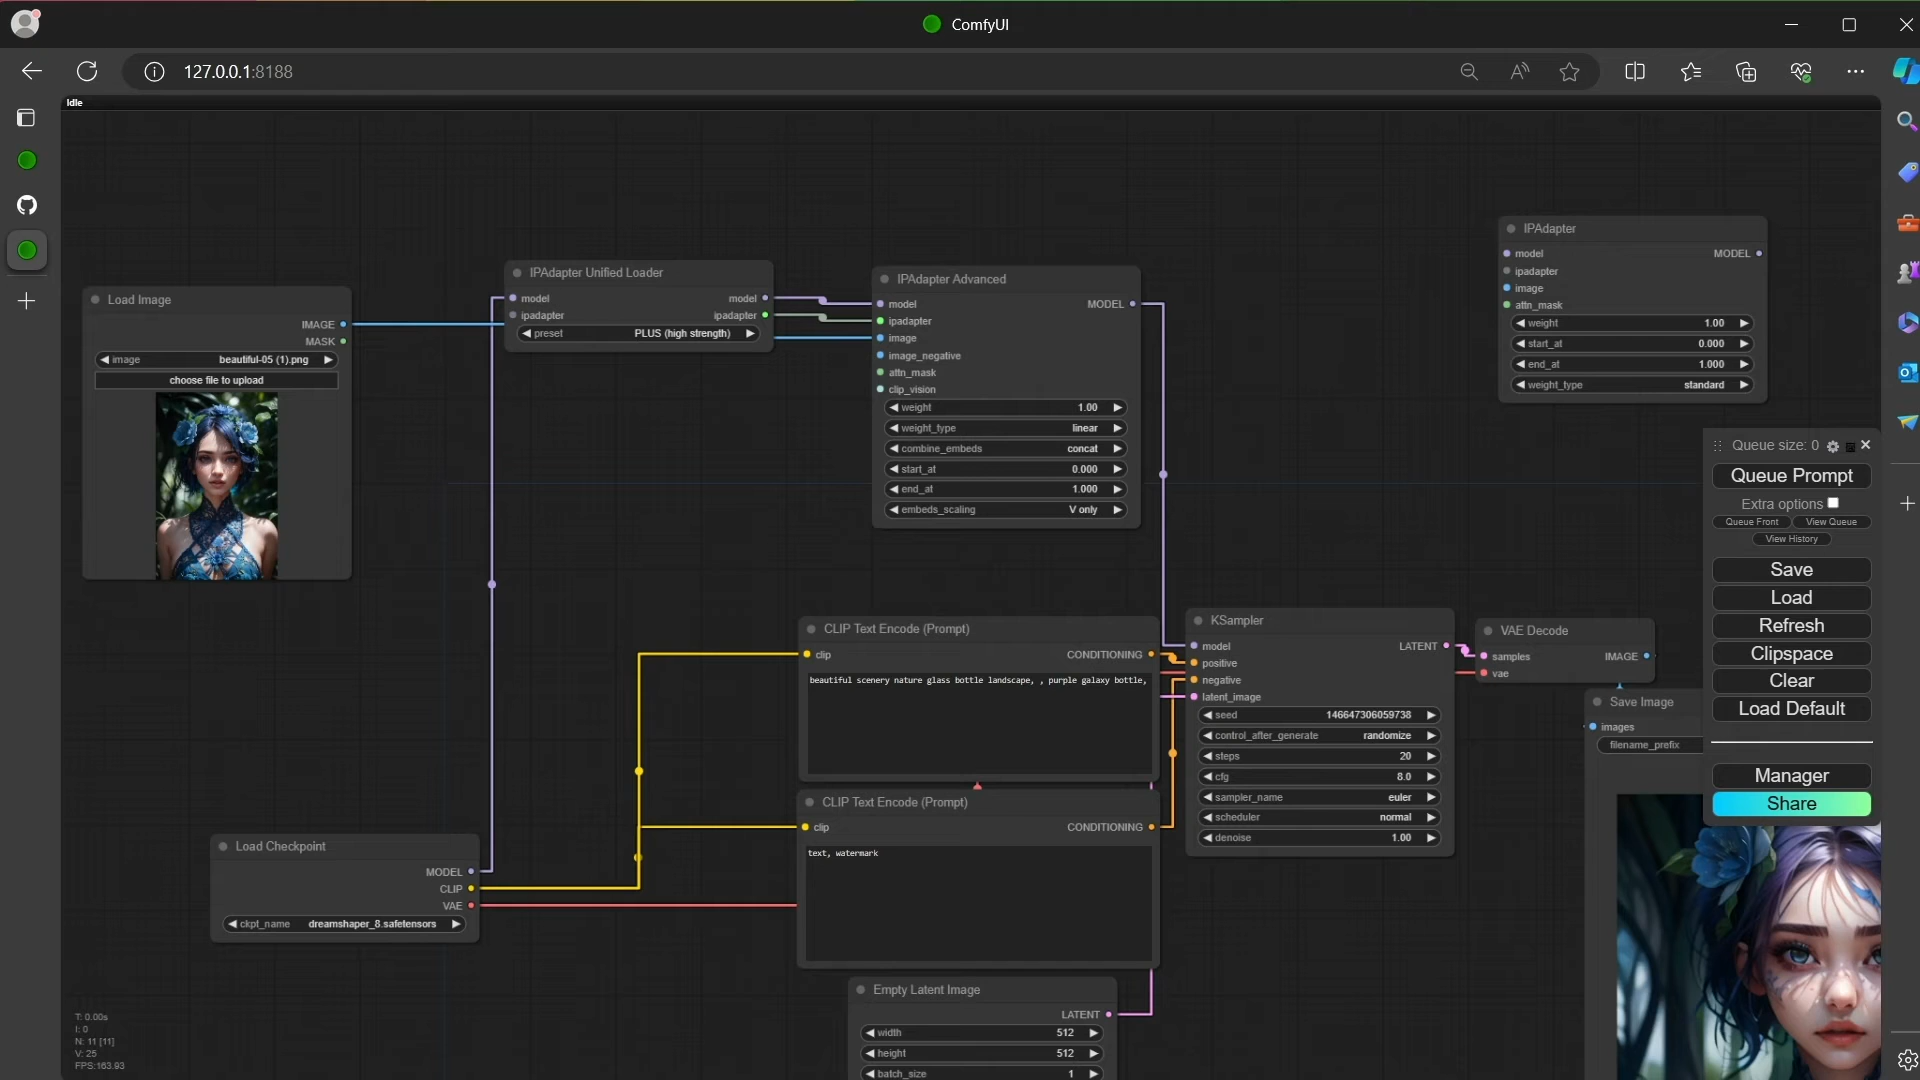 ComfyUI
127.0.0.1:8188
Idle
Load Image
IMAGE
MASK
image beautiful-05 (1).png
choose file to upload
IPAdapter Unified Loader
model model
ipadapter ipadapter
preset PLUS (high strength)
IPAdapter Advanced
model MODEL
ipadapter
image
image_negative
attn_mask
clip_vision
weight 1.00
weight_type linear
combine_embeds concat
start_at 0.000
end_at 1.000
embeds_scaling V only
IPAdapter
model MODEL
ipadapter
image
attn_mask
weight 1.00
start_at 0.000
end_at 1.000
weight_type standard
Queue size: 0
Queue Prompt
Extra options
Queue Front View Queue
View History
Save
Load
Refresh
Clipspace
Clear
Load Default
Manager
Share
CLIP Text Encode (Prompt)
clip CONDITIONING
beautiful scenery nature glass bottle landscape, , purple galaxy bottle,
CLIP Text Encode (Prompt)
clip CONDITIONING
text, watermark
KSampler
model LATENT
positive
negative
latent_image
seed 146647306059738
control_after_generate randomize
steps 20
cfg 8.0
sampler_name euler
scheduler normal
denoise 1.00
VAE Decode
samples IMAGE
vae
Save Image
images
filename_prefix
Load Checkpoint
MODEL
CLIP
VAE
ckpt_name dreamshaper_8.safetensors
Empty Latent Image
LATENT
width 512
height 512
batch_size 1
T: 0.00s
I: 0
N: 11 [11]
V: 25
FPS:163.93